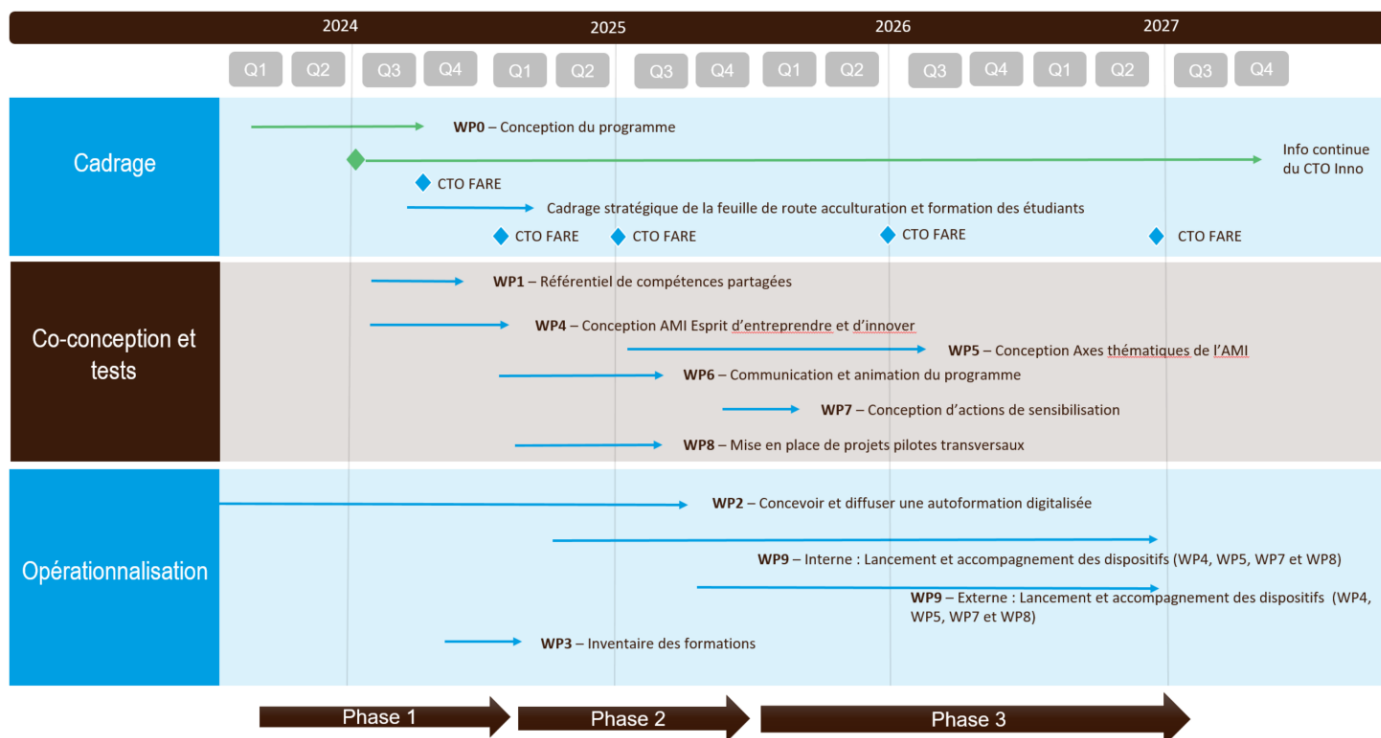 2024 2025 2026 2027
Q1 Q2 Q3 Q4 Q1 Q2 Q3 Q4 Q1 Q2 Q3 Q4 Q1 Q2 Q3 Q4
Cadrage
WP0 – Conception du programme
Info continue
du CTO Inno
CTO FARE
Cadrage stratégique de la feuille de route acculturation et formation des étudiants
CTO FARE CTO FARE CTO FARE CTO FARE
Co-conception et
tests
WP1 – Référentiel de compétences partagées
WP4 – Conception AMI Esprit d'entreprendre et d'innover
WP5 – Conception Axes thématiques de l'AMI
WP6 – Communication et animation du programme
WP7 – Conception d'actions de sensibilisation
WP8 – Mise en place de projets pilotes transversaux
Opérationnalisation
WP2 – Concevoir et diffuser une autoformation digitalisée
WP9 – Interne : Lancement et accompagnement des dispositifs (WP4, WP5, WP7 et WP8)
WP9 – Externe : Lancement et accompagnement des dispositifs (WP4,
WP5, WP7 et WP8)
WP3 – Inventaire des formations
Phase 1 Phase 2 Phase 3